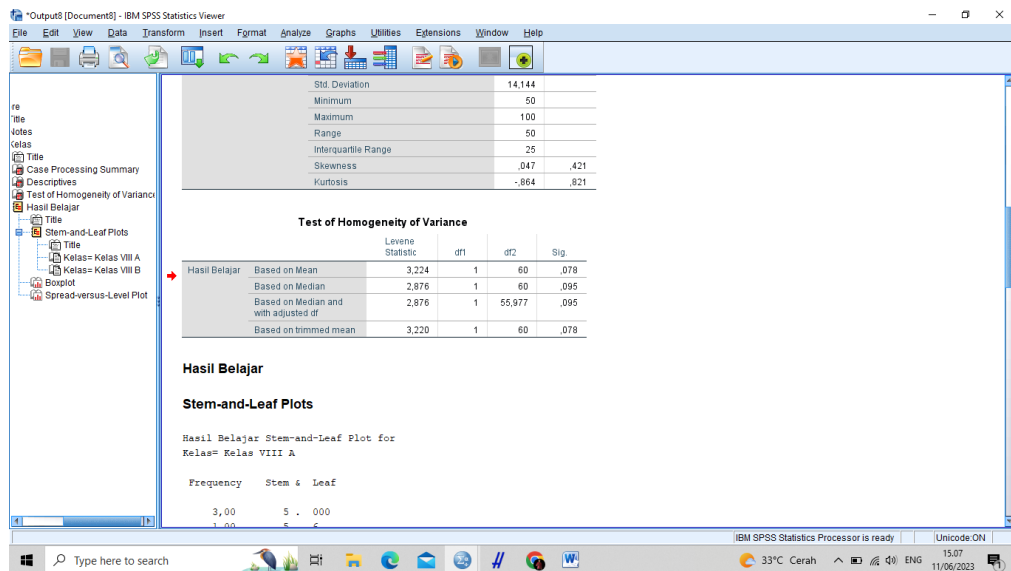 *Output8 [Document8] - IBM SPSS Statistics Viewer
File Edit View Data Transform Insert Format Analyze Graphs Utilities Extensions Window Help
re
Title
Notes
Kelas
Title
Case Processing Summary
Descriptives
Test of Homogeneity of Variance
Hasil Belajar
Title
Stem-and-Leaf Plots
Title
Kelas= Kelas VIII A
Kelas= Kelas VIII B
Boxplot
Spread-versus-Level Plot
Std. Deviation 14,144
Minimum 50
Maximum 100
Range 50
Interquartile Range 25
Skewness ,047 ,421
Kurtosis -,864 ,821
Test of Homogeneity of Variance
Levene
Statistic df1 df2 Sig.
Hasil Belajar Based on Mean 3,224 1 60 ,078
Based on Median 2,876 1 60 ,095
Based on Median and
with adjusted df 2,876 1 55,977 ,095
Based on trimmed mean 3,220 1 60 ,078
Hasil Belajar
Stem-and-Leaf Plots
Hasil Belajar Stem-and-Leaf Plot for
Kelas= Kelas VIII A
Frequency Stem & Leaf
3,00 5 . 000
IBM SPSS Statistics Processor is ready Unicode:ON
Type here to search
33°C Cerah ENG
15.07
11/06/2023